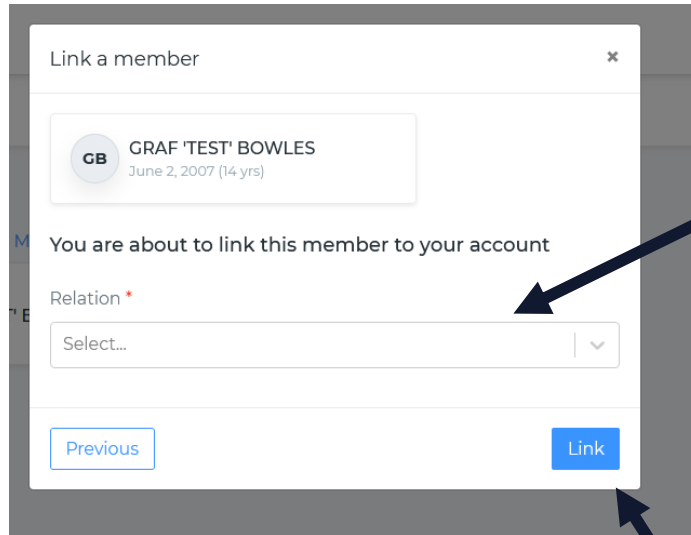 Link a member
×
GB
GRAF 'TEST' BOWLES
June 2, 2007 (14 yrs)
M
You are about to link this member to your account
Relation *
' E
Select...
Previous
Link